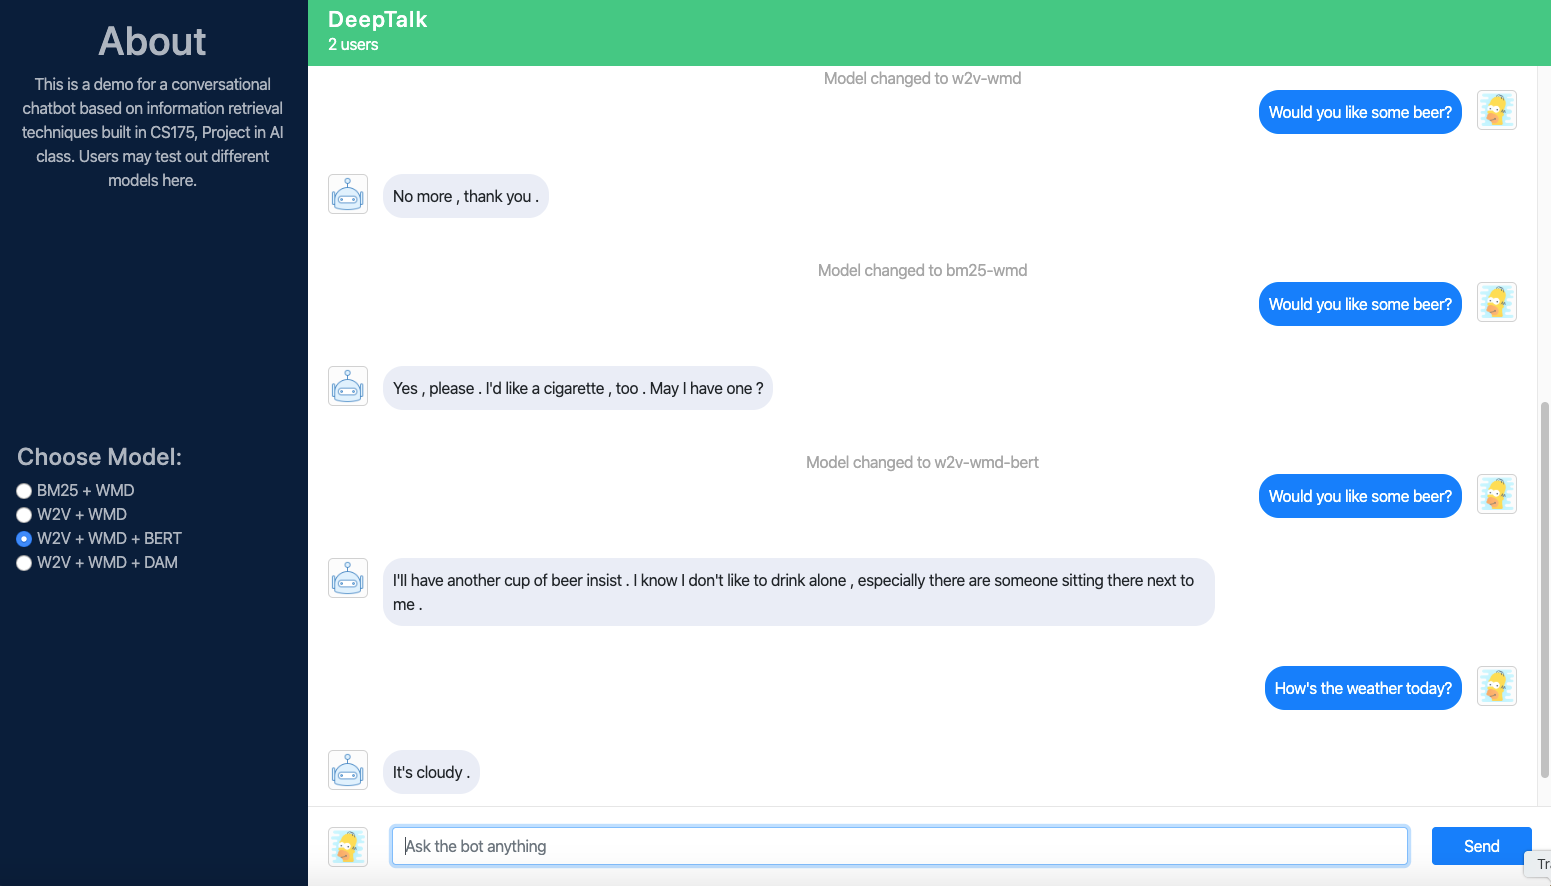 About
This is a demo for a conversational
chatbot based on information retrieval
techniques built in CS175, Project in AI
class. Users may test out different
models here.
Choose Model:
BM25 + WMD
W2V + WMD
W2V + WMD + BERT
W2V + WMD + DAM
DeepTalk
2 users
Model changed to w2v-wmd
Would you like some beer?
No more , thank you .
Model changed to bm25-wmd
Would you like some beer?
Yes , please . I'd like a cigarette , too . May I have one ?
Model changed to w2v-wmd-bert
Would you like some beer?
I'll have another cup of beer insist . I know I don't like to drink alone , especially there are someone sitting there next to
me .
How's the weather today?
It's cloudy .
Ask the bot anything
Send